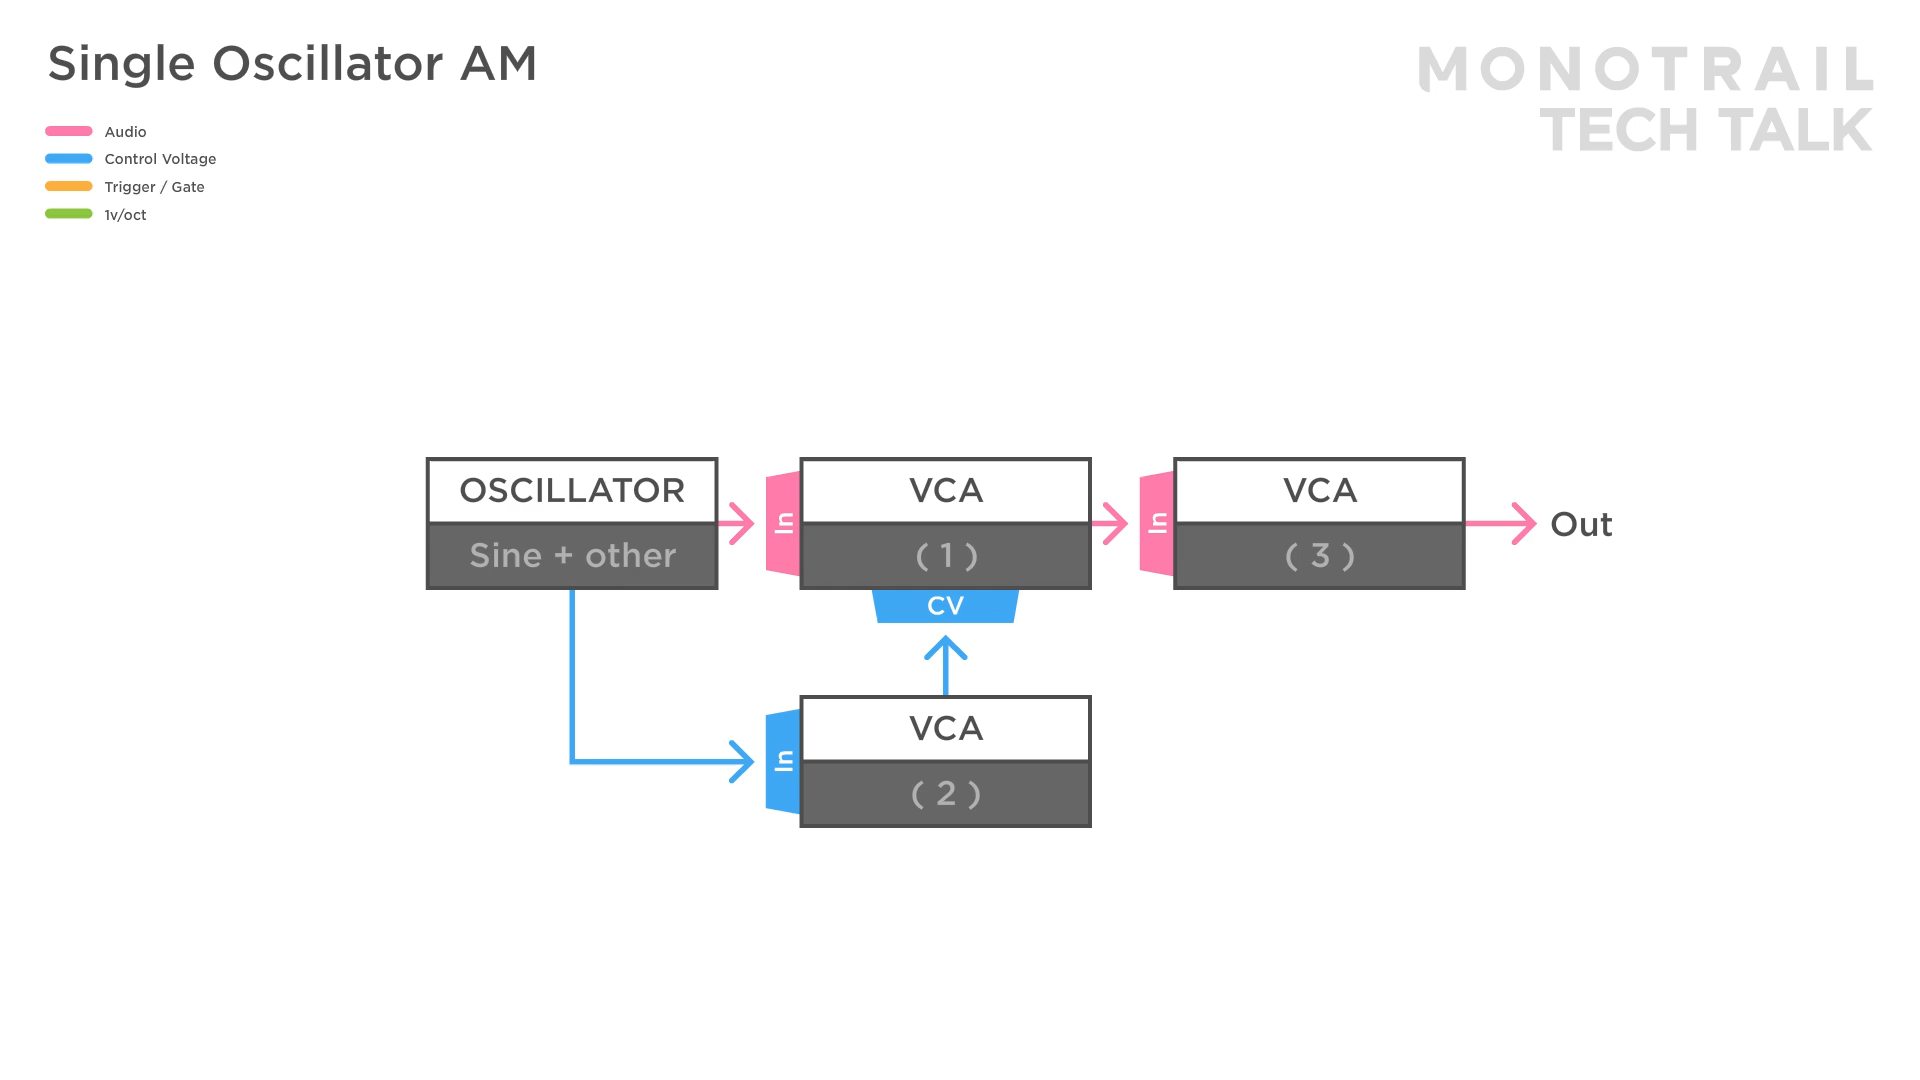 Single Oscillator AM
MONOTRAIL
TECH TALK
Audio
Control Voltage
Trigger / Gate
1v/oct
OSCILLATOR
Sine + other
In
VCA
( 1 )
CV
In
VCA
( 3 )
Out
In
VCA
( 2 )